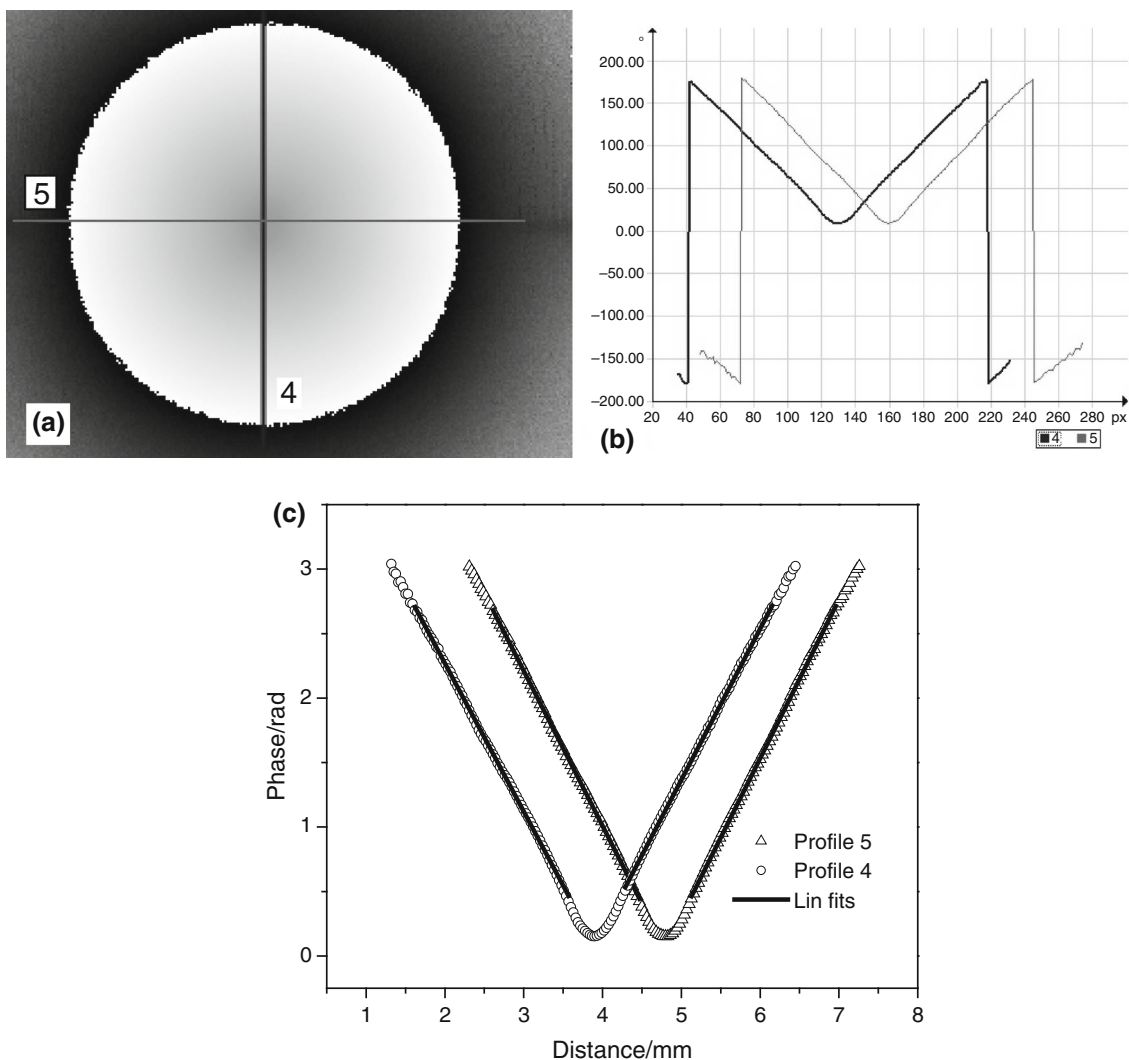 5
4
(a)
°
200.00
150.00
100.00
50.00
0.00
–50.00
–100.00
–150.00
–200.00
20 40 60 80 100 120 140 160 180 200 220 240 260 280 px
(b)
4 5
(c)
Phase/rad
3
2
1
0
Profile 5
Profile 4
Lin fits
1 2 3 4 5 6 7 8
Distance/mm